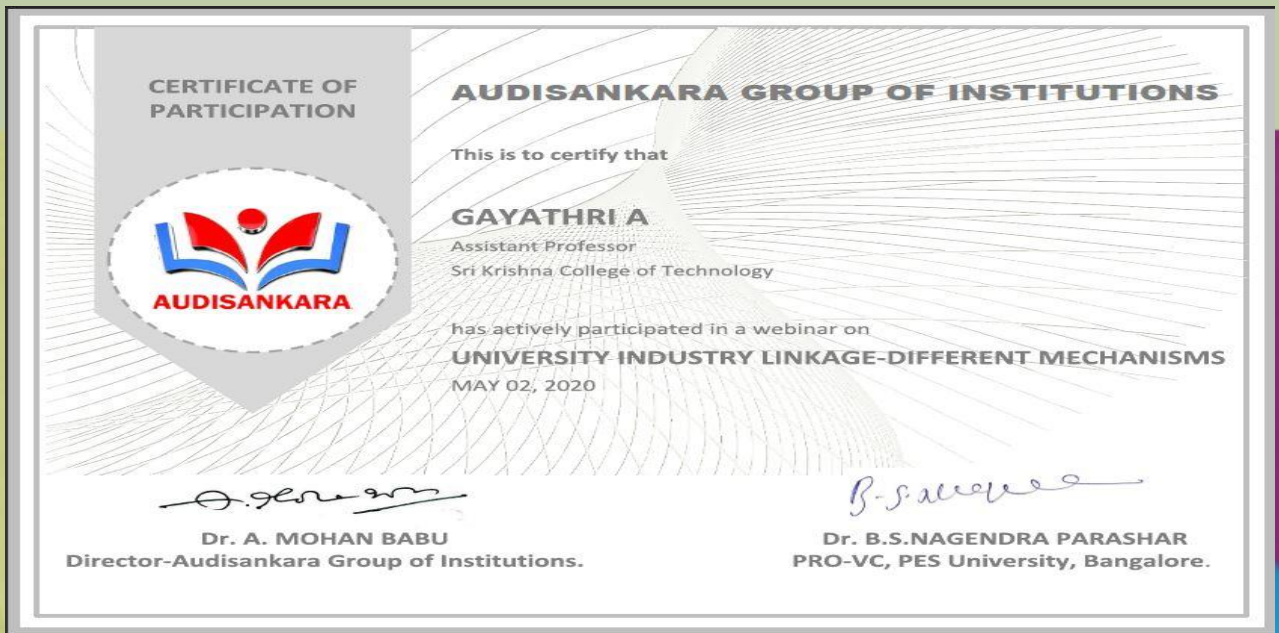 CERTIFICATE OF
PARTICIPATION
AUDISANKARA
AUDISANKARA GROUP OF INSTITUTIONS
This is to certify that
GAYATHRI A
Assistant Professor
Sri Krishna College of Technology
has actively participated in a webinar on
UNIVERSITY INDUSTRY LINKAGE-DIFFERENT MECHANISMS
MAY 02, 2020
Dr. A. MOHAN BABU
Director-Audisankara Group of Institutions.
Dr. B.S.NAGENDRA PARASHAR
PRO-VC, PES University, Bangalore.